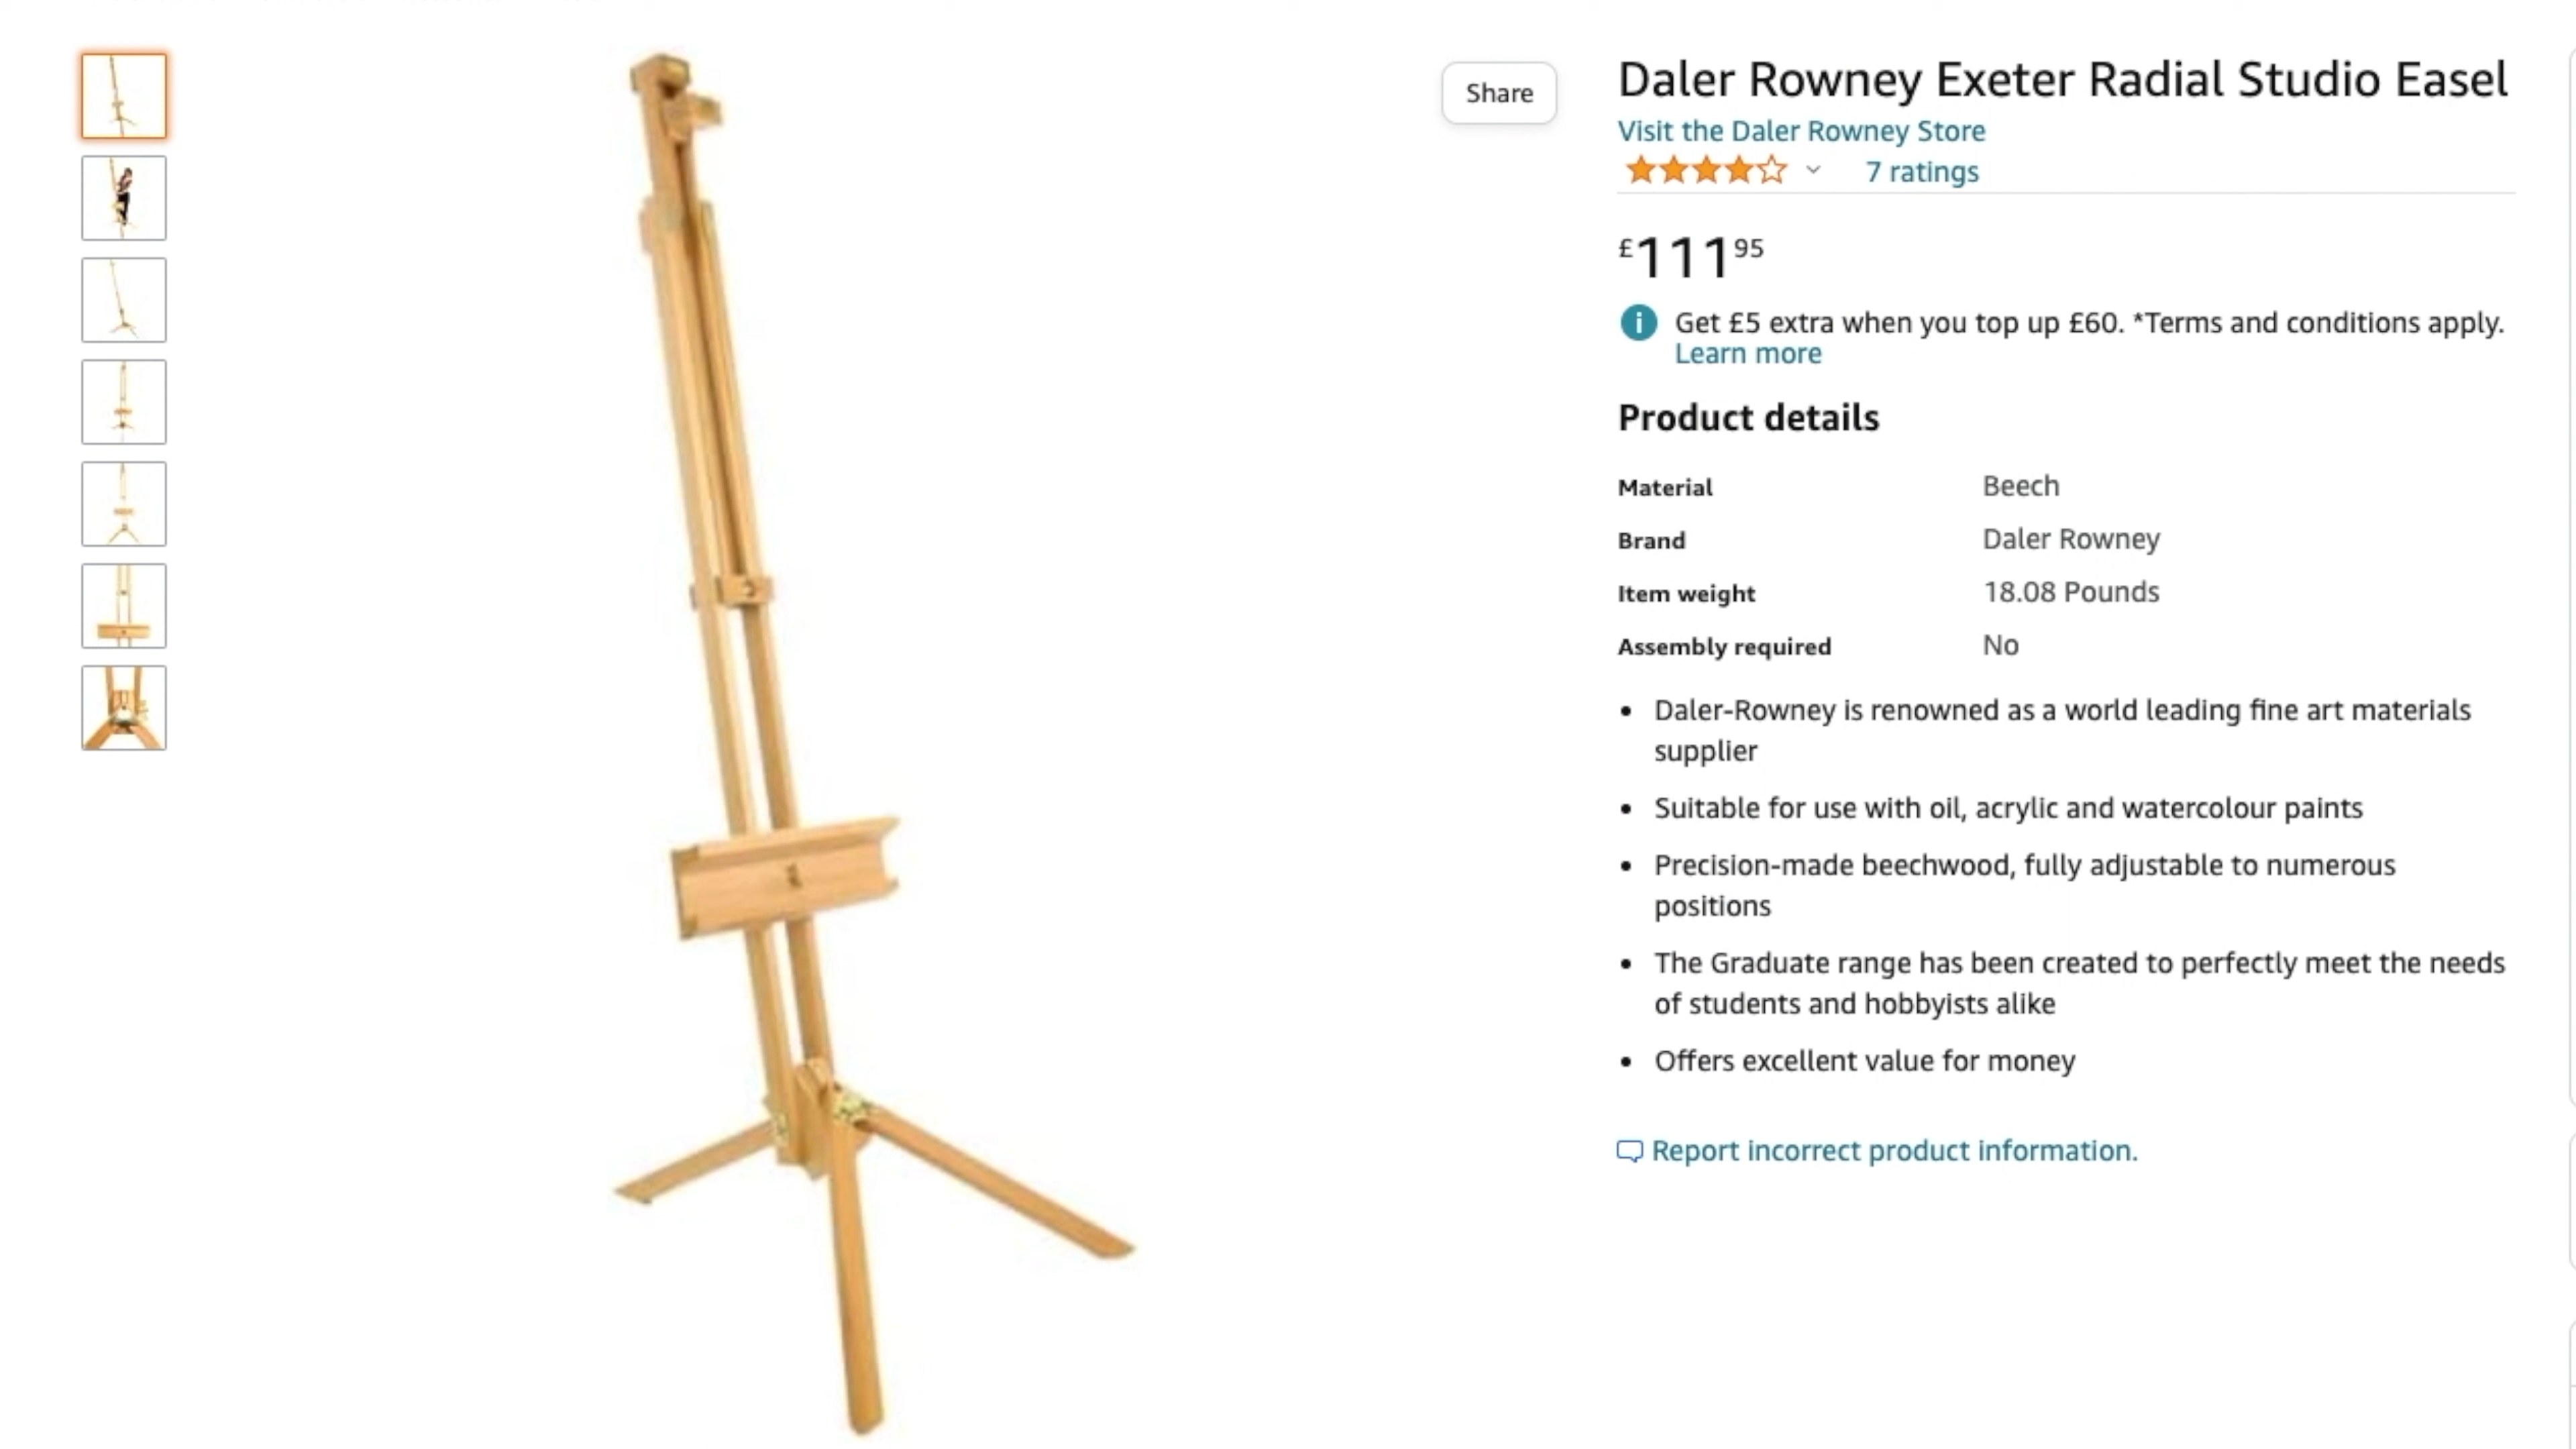 Share
Daler Rowney Exeter Radial Studio Easel
Visit the Daler Rowney Store
7 ratings
£11195
Get £5 extra when you top up £60. *Terms and conditions apply.
Learn more
Product details
Material Beech
Brand Daler Rowney
Item weight 18.08 Pounds
Assembly required No
• Daler-Rowney is renowned as a world leading fine art materials
supplier
• Suitable for use with oil, acrylic and watercolour paints
• Precision-made beechwood, fully adjustable to numerous
positions
• The Graduate range has been created to perfectly meet the needs
of students and hobbyists alike
• Offers excellent value for money
Report incorrect product information.